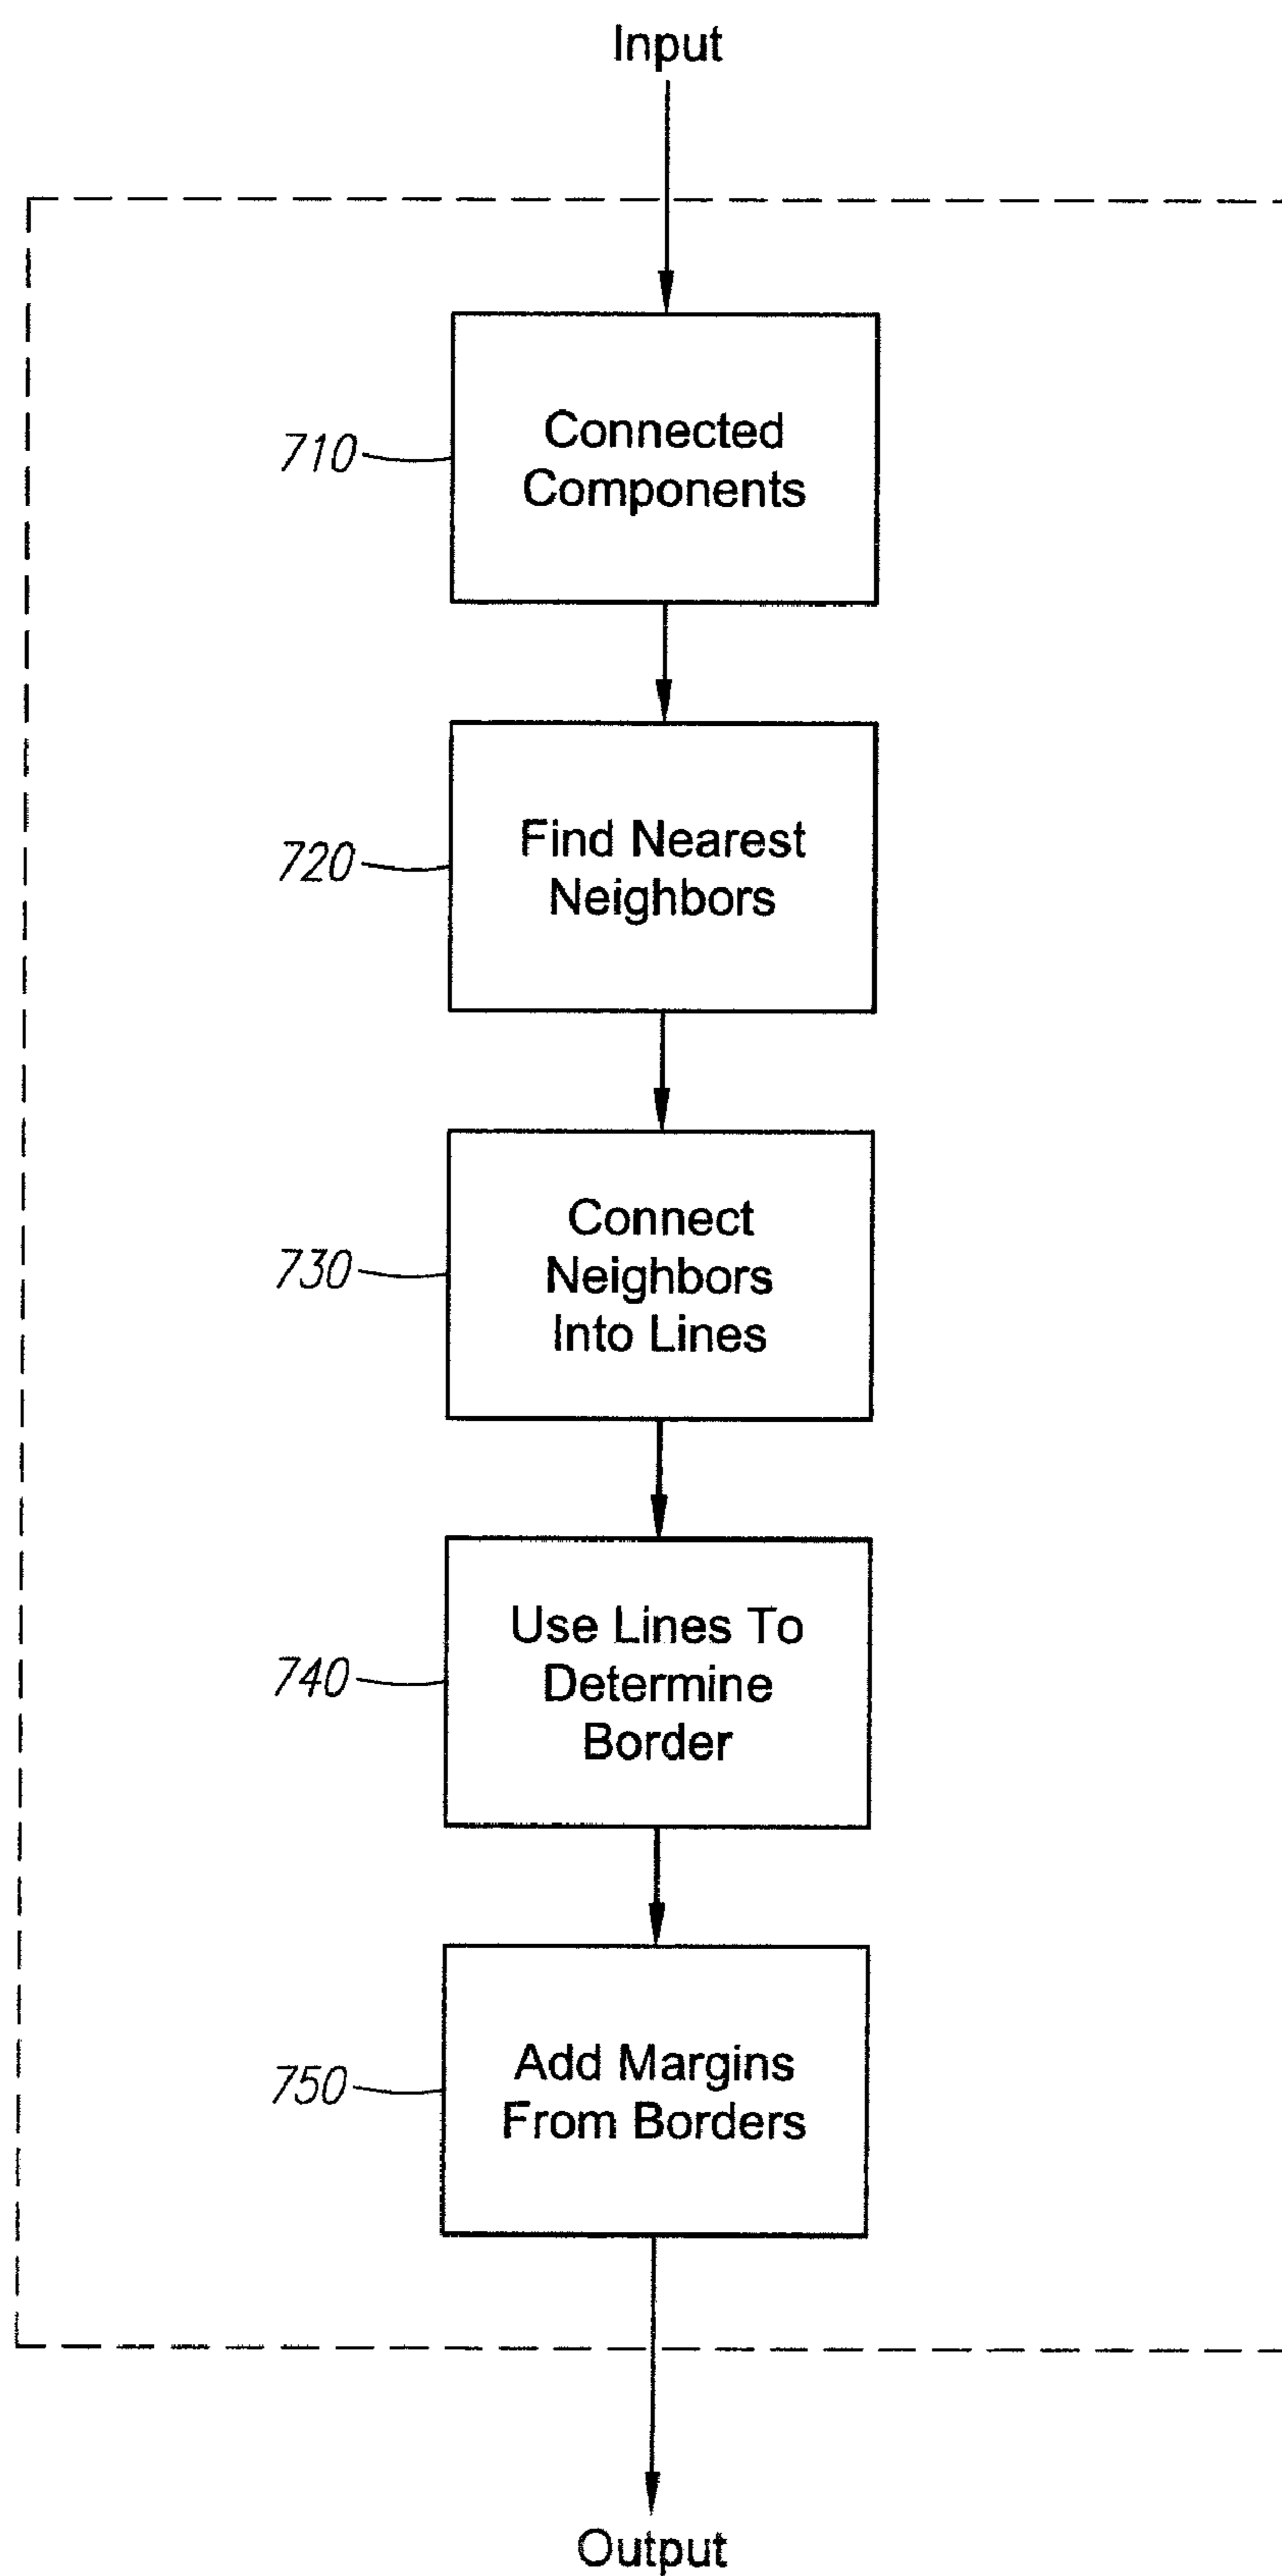 Input
710
Connected
Components
720
Find Nearest
Neighbors
730
Connect
Neighbors
Into Lines
740
Use Lines To
Determine
Border
750
Add Margins
From Borders
Output